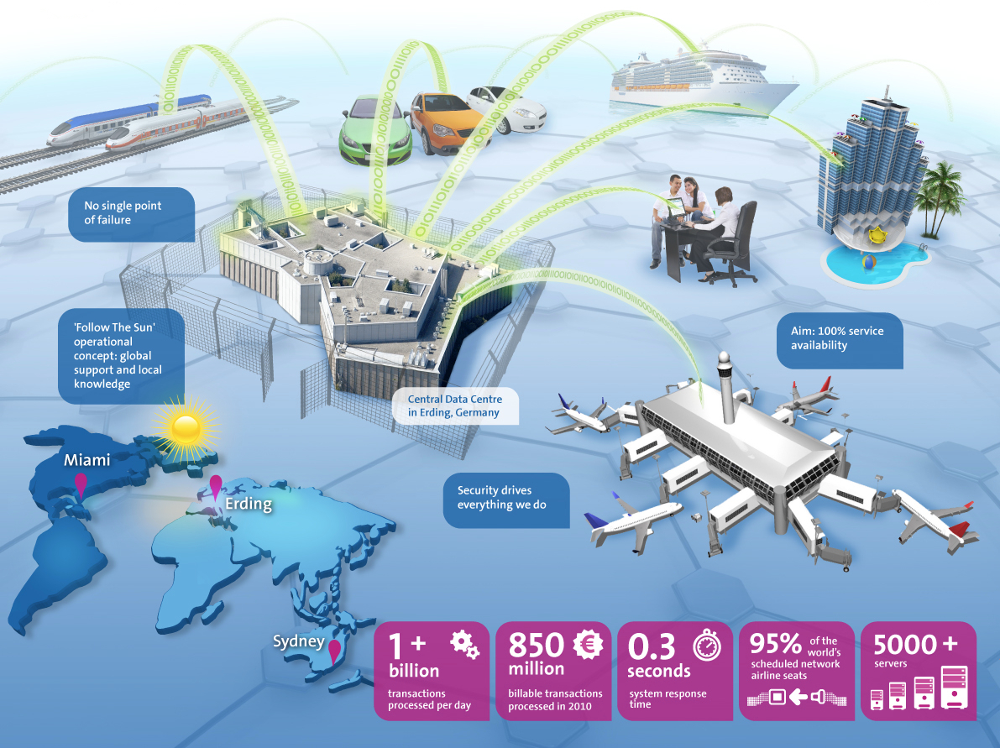 No single point
of failure
'Follow The Sun'
operational
concept: global
support and local
knowledge
Central Data Centre
in Erding, Germany
Aim: 100% service
availability
Security drives
everything we do
Miami
Erding
Sydney
1+
billion
transactions
processed per day
850
million
billable transactions
processed in 2010
0.3
seconds
system response
time
95% of the
world's
scheduled network
airline seats
5000+
servers